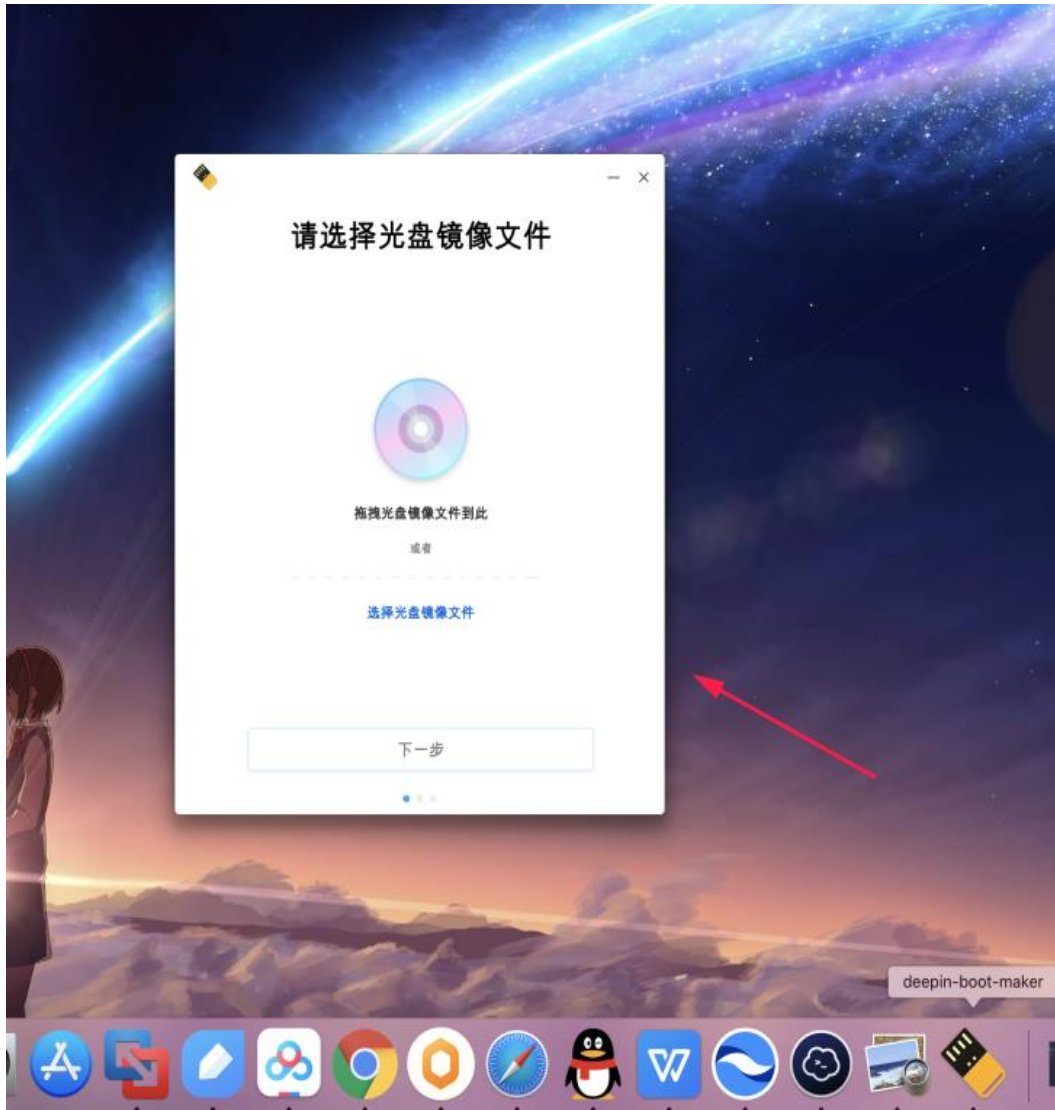 请选择光盘镜像文件
拖拽光盘镜像文件到此
或者
选择光盘镜像文件
下一步
deepin-boot-maker